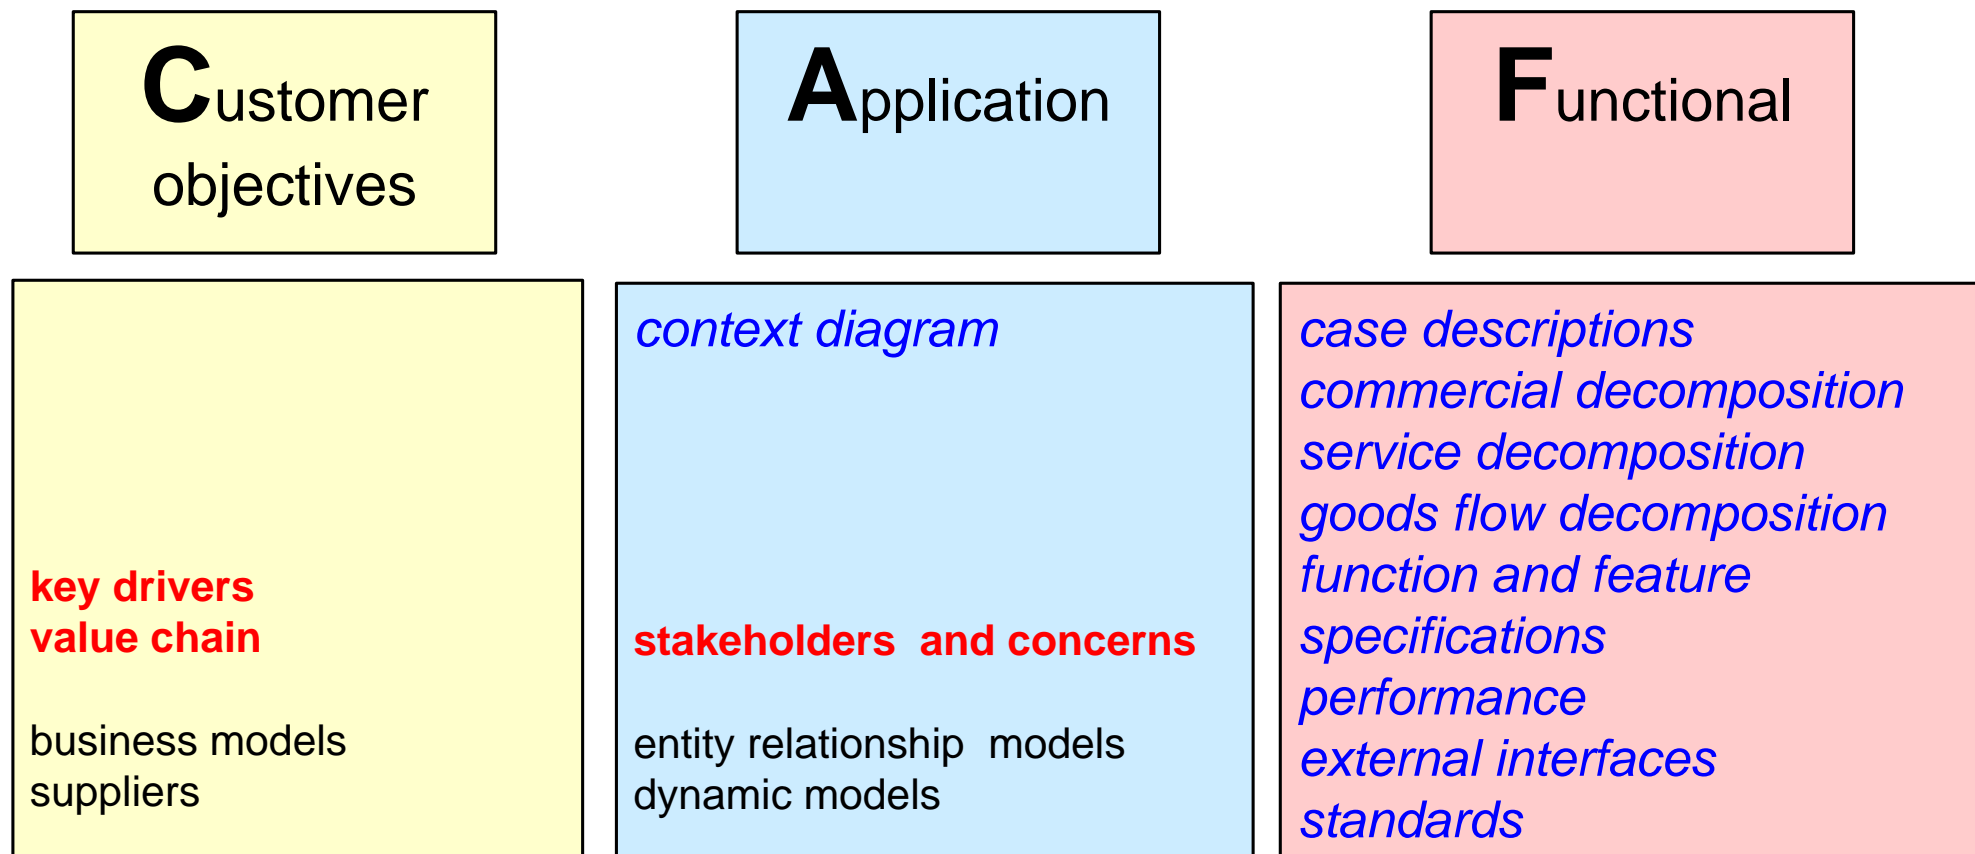 Customer
objectives
Application
Functional
key drivers
value chain
business models
suppliers
context diagram
stakeholders and concerns
entity relationship models
dynamic models
case descriptions
commercial decomposition
service decomposition
goods flow decomposition
function and feature
specifications
performance
external interfaces
standards